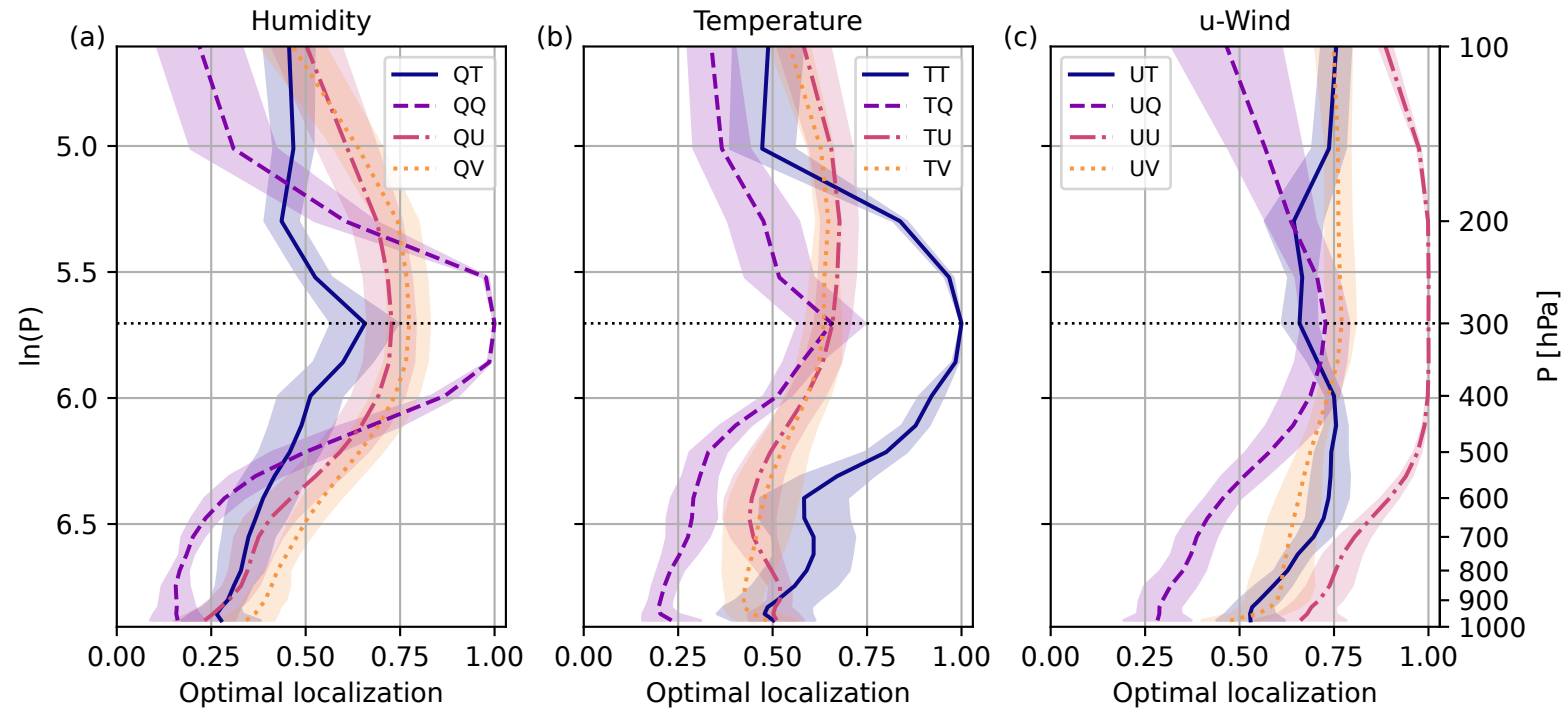 Humidity
Temperature
u-Wind
(a)
(b)
(c)
QT
QQ
QU
QV
TT
TQ
TU
TV
UT
UQ
UU
UV
5.0
5.5
6.0
6.5
ln(P)
100
200
300
400
500
600
700
800
900
1000
P [hPa]
0.00 0.25 0.50 0.75 1.00
0.00 0.25 0.50 0.75 1.00
0.00 0.25 0.50 0.75 1.00
Optimal localization
Optimal localization
Optimal localization